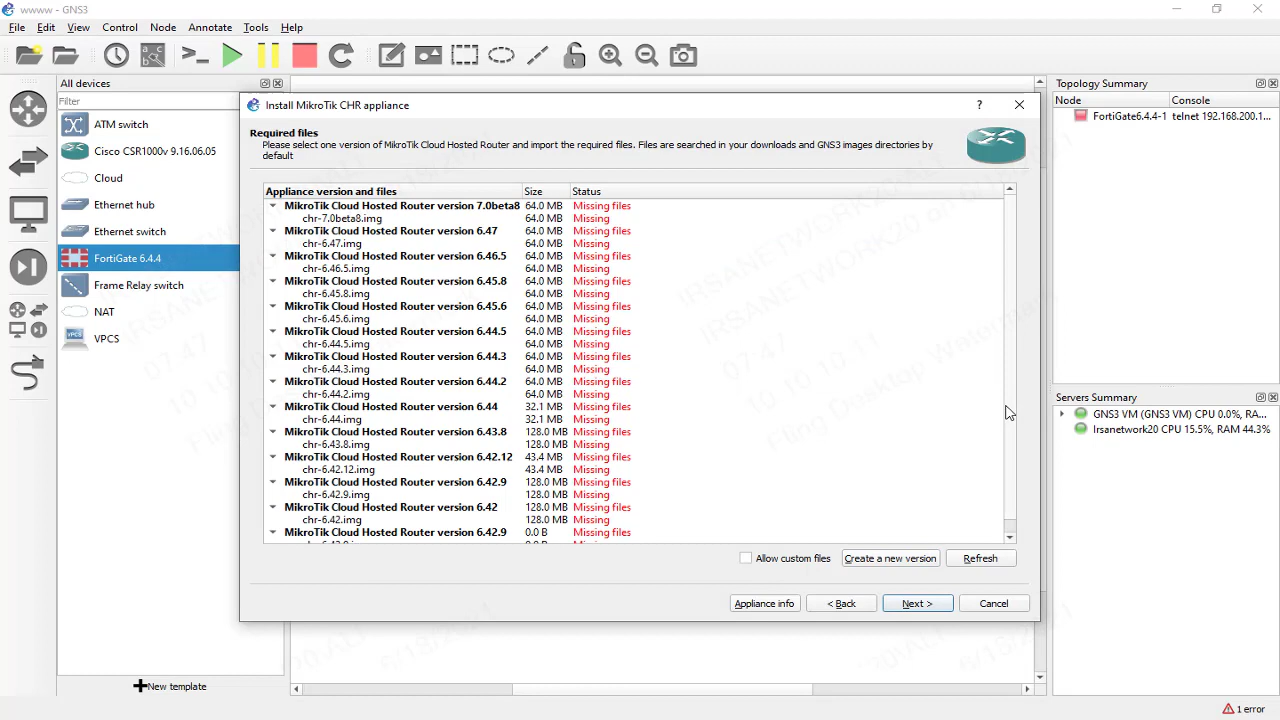 wwww - GNS3
File Edit View Control Node Annotate Tools Help
All devices
Filter
ATM switch
Cisco CSR1000v 9.16.06.05
Cloud
Ethernet hub
Ethernet switch
FortiGate 6.4.4
Frame Relay switch
NAT
VPCS
New template
Install MikroTik CHR appliance
Required files
Please select one version of MikroTik Cloud Hosted Router and import the required files. Files are searched in your downloads and GNS3 images directories by
default
Appliance version and files Size Status
MikroTik Cloud Hosted Router version 7.0beta8 64.0 MB Missing files
chr-7.0beta8.img 64.0 MB Missing
MikroTik Cloud Hosted Router version 6.47 64.0 MB Missing files
chr-6.47.img 64.0 MB Missing
MikroTik Cloud Hosted Router version 6.46.5 64.0 MB Missing files
chr-6.46.5.img 64.0 MB Missing
MikroTik Cloud Hosted Router version 6.45.8 64.0 MB Missing files
chr-6.45.8.img 64.0 MB Missing
MikroTik Cloud Hosted Router version 6.45.6 64.0 MB Missing files
chr-6.45.6.img 64.0 MB Missing
MikroTik Cloud Hosted Router version 6.44.5 64.0 MB Missing files
chr-6.44.5.img 64.0 MB Missing
MikroTik Cloud Hosted Router version 6.44.3 64.0 MB Missing files
chr-6.44.3.img 64.0 MB Missing
MikroTik Cloud Hosted Router version 6.44.2 64.0 MB Missing files
chr-6.44.2.img 64.0 MB Missing
MikroTik Cloud Hosted Router version 6.44 32.1 MB Missing files
chr-6.44.img 32.1 MB Missing
MikroTik Cloud Hosted Router version 6.43.8 128.0 MB Missing files
chr-6.43.8.img 128.0 MB Missing
MikroTik Cloud Hosted Router version 6.42.12 43.4 MB Missing files
chr-6.42.12.img 43.4 MB Missing
MikroTik Cloud Hosted Router version 6.42.9 128.0 MB Missing files
chr-6.42.9.img 128.0 MB Missing
MikroTik Cloud Hosted Router version 6.42 128.0 MB Missing files
chr-6.42.img 128.0 MB Missing
MikroTik Cloud Hosted Router version 6.42.9 0.0 B Missing files
Allow custom files Create a new version Refresh
Appliance info < Back Next > Cancel
Topology Summary
Node Console
FortiGate6.4.4-1 telnet 192.168.200.1...
Servers Summary
GNS3 VM (GNS3 VM) CPU 0.0%, RA...
Irsanetwork20 CPU 15.5%, RAM 44.3%
1 error